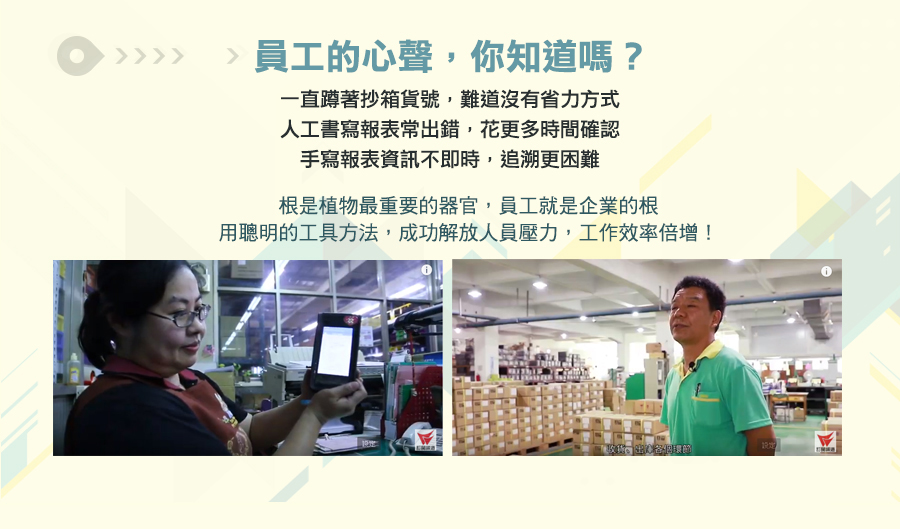 員工的心聲，你知道嗎？
一直蹲著抄箱貨號，難道沒有省力方式
人工書寫報表常出錯，花更多時間確認
手寫報表資訊不即時，追溯更困難
根是植物最重要的器官，員工就是企業的根
用聰明的工具方法，成功解放人員壓力，工作效率倍增！
設定
設定